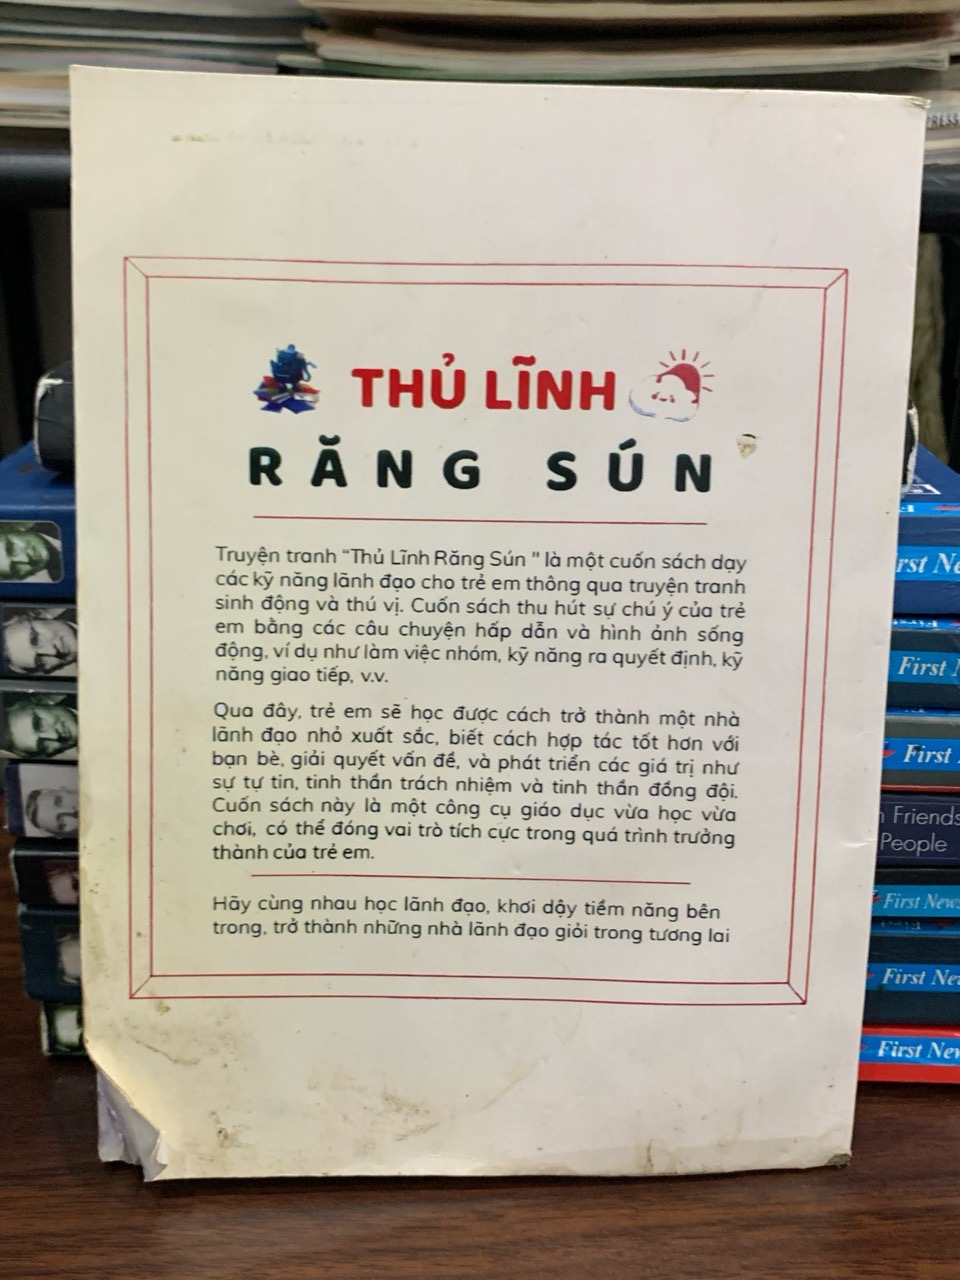 PRESS
THỦ LĨNH
RĂNG SÚN
Truyện tranh “Thủ Lĩnh Răng Sún " là một cuốn sách dạy
các kỹ năng lãnh đạo cho trẻ em thông qua truyện tranh
sinh động và thú vị. Cuốn sách thu hút sự chú ý của trẻ
em bằng các câu chuyện hấp dẫn và hình ảnh sống
động, ví dụ như làm việc nhóm, kỹ năng ra quyết định, kỹ
năng giao tiếp, v.v.
Qua đây, trẻ em sẽ học được cách trở thành một nhà
lãnh đạo nhỏ xuất sắc, biết cách hợp tác tốt hơn với
bạn bè, giải quyết vấn đề, và phát triển các giá trị như
sự tự tin, tinh thần trách nhiệm và tinh thần đồng đội.
Cuốn sách này là một công cụ giáo dục vừa học vừa
chơi, có thể đóng vai trò tích cực trong quá trình trưởng
thành của trẻ em.
Hãy cùng nhau học lãnh đạo, khơi dậy tiềm năng bên
trong, trở thành những nhà lãnh đạo giỏi trong tương lai
rst Ne
First
First
Friends
People
First News
First Ne
First New